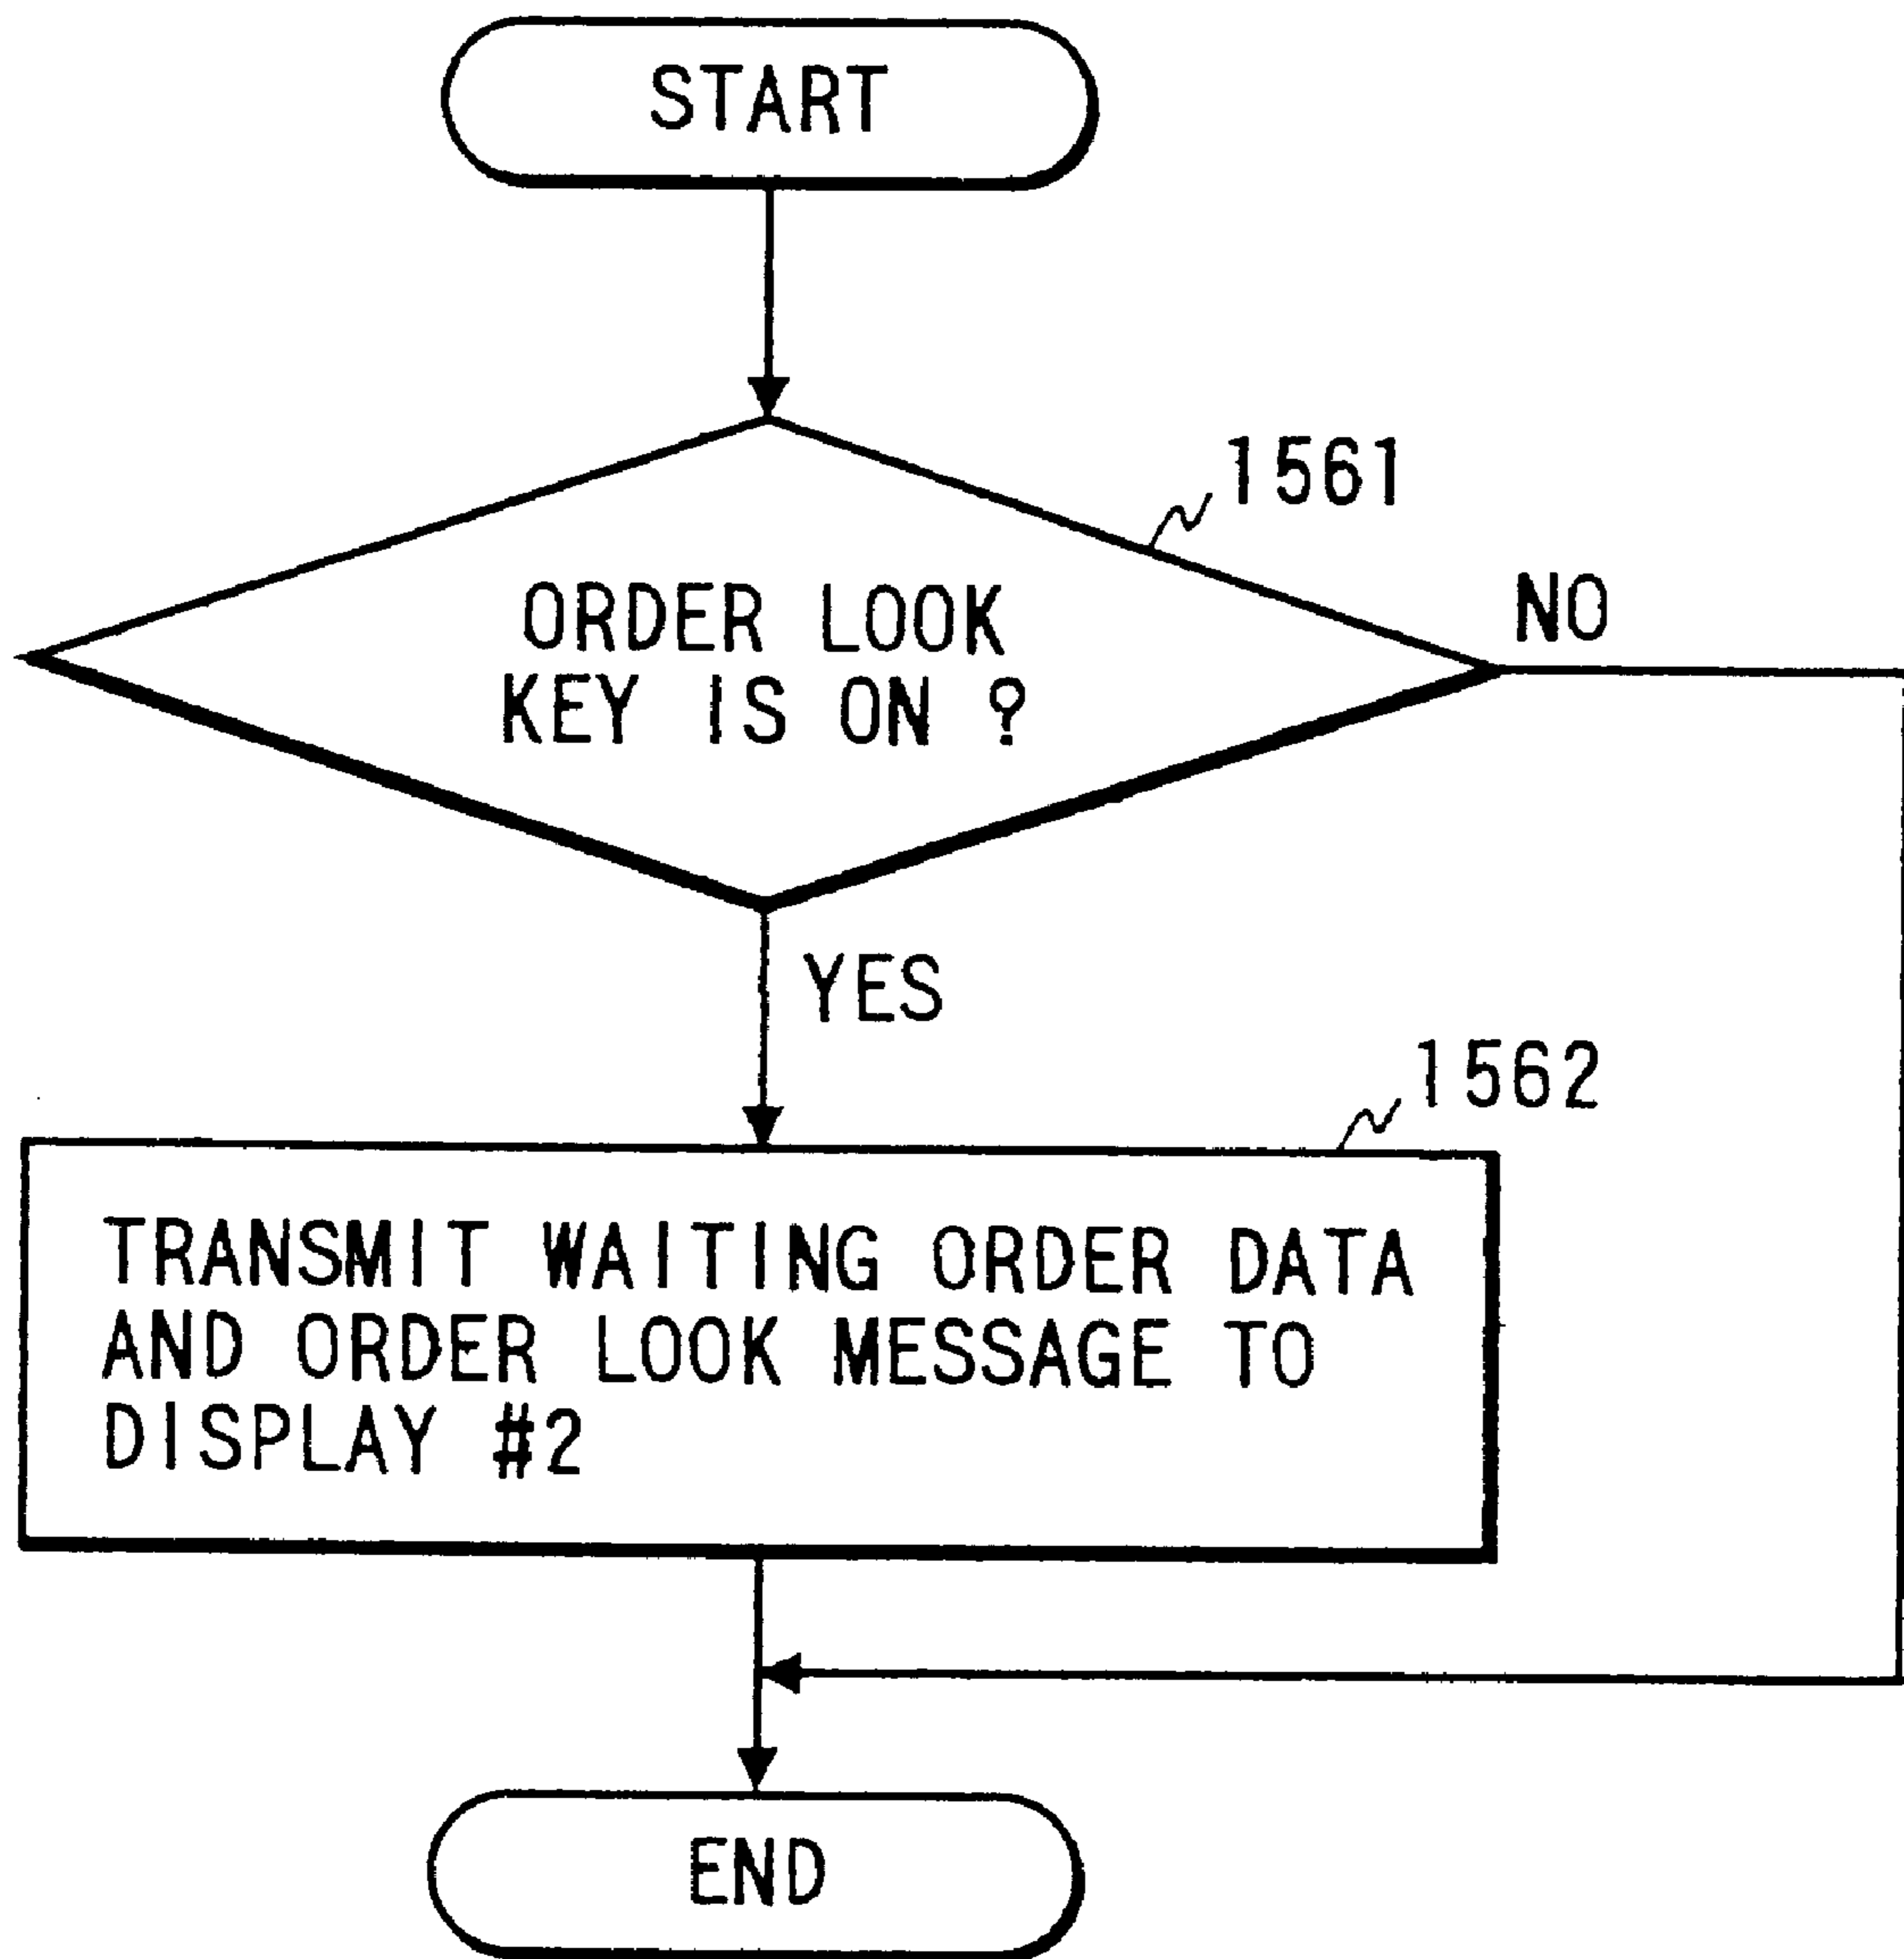 START
1561
ORDER LOOK
KEY IS ON ?
NO
YES
1562
TRANSMIT WAITING ORDER DATA
AND ORDER LOOK MESSAGE TO
DISPLAY #2
END